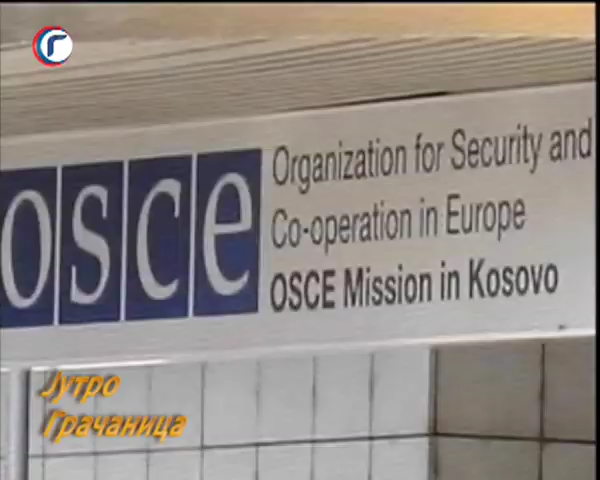 Г
osce
Organization for Security and
Co-operation in Europe
OSCE Mission in Kosovo
Јутро
Грачаница